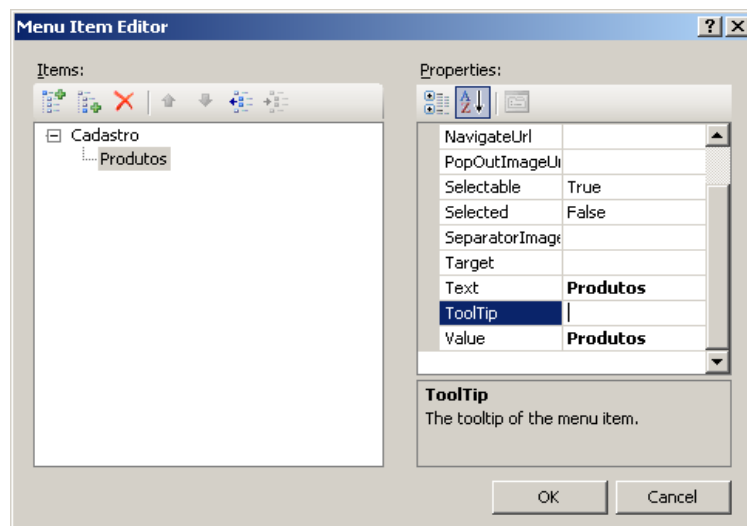 Menu Item Editor
Items:
Properties:
Cadastro
Produtos
NavigateUrl
PopOutImageU
Selectable True
Selected False
SeparatorImage
Target
Text Produtos
ToolTip
Value Produtos
ToolTip
The tooltip of the menu item.
OK Cancel